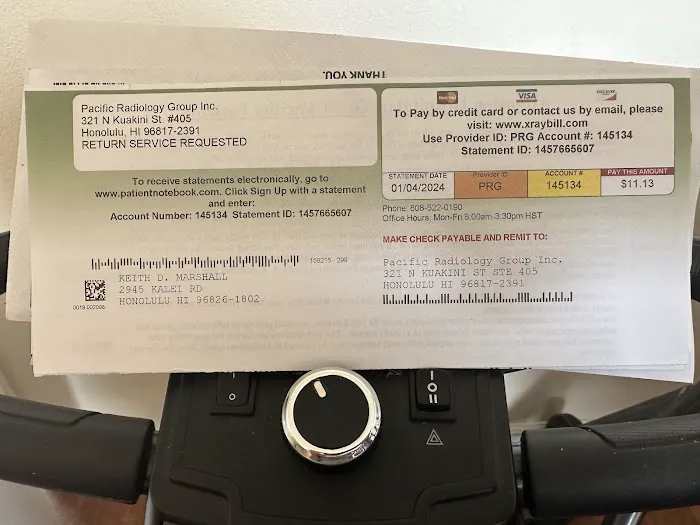 THANK YOU.
Pacific Radiology Group Inc.
321 N Kuakini St. #405
Honolulu, HI 96817-2391
RETURN SERVICE REQUESTED
To receive statements electronically, go to
www.patientnotebook.com. Click Sign Up with a statement
and enter:
Account Number: 145134 Statement ID: 1457665607
MasterCard
VISA
DISCOVER
To Pay by credit card or contact us by email, please
visit: www.xraybill.com
Use Provider ID: PRG Account #: 145134
Statement ID: 1457665607
STATEMENT DATE
Provider ID
ACCOUNT #
PAY THIS AMOUNT
01/04/2024
PRG
145134
$11.13
Phone: 808-522-0190
Office Hours: Mon-Fri 8:00am-3:30pm HST
MAKE CHECK PAYABLE AND REMIT TO:
109215 - 299
KEITH D. MARSHALL
2945 KALEI RD
HONOLULU HI 96826-1802
Pacific Radiology Group Inc.
321 N KUAKINI ST STE 405
HONOLULU HI 96817-2391